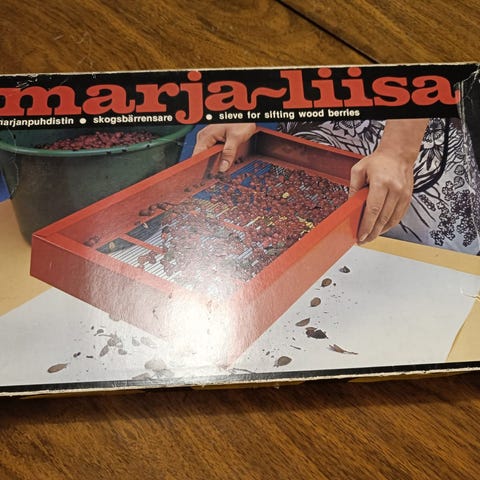 marja~liisa
marjanpuhdistin ● skogsbärrensare ● sieve for sifting wood berries